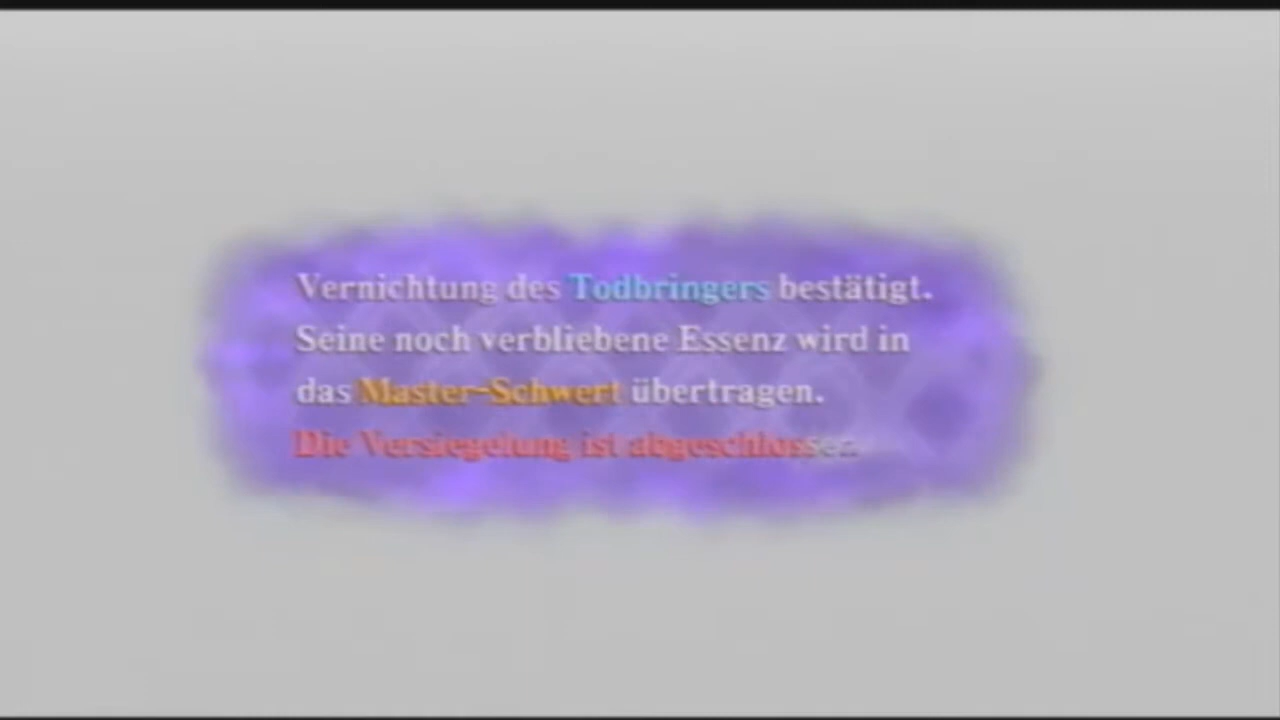 Vernichtung des Todbringers bestätigt.
Seine noch verbliebene Essenz wird in
das Master-Schwert übertragen.
Die Versiegelung ist abgeschlossen.